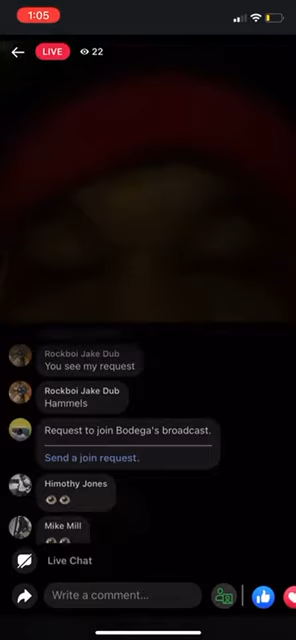 1:05
LIVE
22
Rockboi Jake Dub
You see my request
Rockboi Jake Dub
Hammels
Request to join Bodega's broadcast.
Send a join request.
Himothy Jones
👀
Mike Mill
👀
Live Chat
Write a comment...